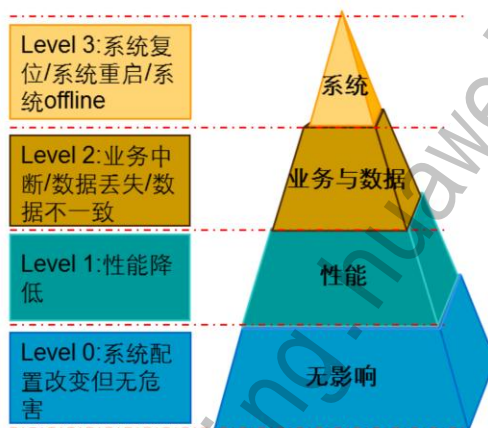 Level 3:系统复
位/系统重启/系
统offline
系统
Level 2:业务中
断/数据丢失/数
据不一致
业务与数据
Level 1:性能降
低
性能
Level 0:系统配
置改变但无危
害
无影响
ing.huawe